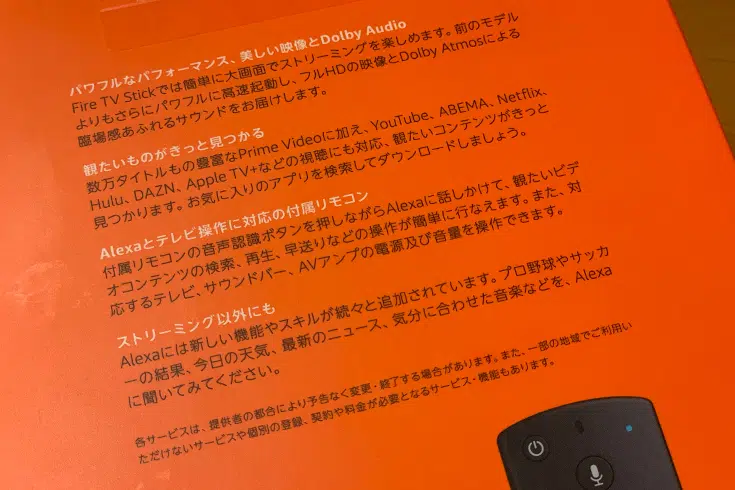 パワフルなパフォーマンス、美しい映像とDolby Audio
Fire TV Stickでは簡単に大画面でストリーミングを楽しめます。前のモデル
よりもさらにパワフルに高速起動し、フルHDの映像とDolby Atmosによる
臨場感あふれるサウンドをお届けします。
観たいものがきっと見つかる
数万タイトルもの豊富なPrime Videoに加え、YouTube、ABEMA、Netflix、
Hulu、DAZN、Apple TV+などの視聴にも対応、観たいコンテンツがきっと
見つかります。お気に入りのアプリを検索してダウンロードしましょう。
Alexaとテレビ操作に対応の付属リモコン
付属リモコンの音声認識ボタンを押しながらAlexaに話しかけて、観たいビデ
オコンテンツの検索、再生、早送りなどの操作が簡単に行なえます。また、対
応するテレビ、サウンドバー、AVアンプの電源及び音量を操作できます。
ストリーミング以外にも
Alexaには新しい機能やスキルが続々と追加されています。プロ野球やサッカ
ーの結果、今日の天気、最新のニュース、気分に合わせた音楽などを、Alexa
に聞いてみてください。
各サービスは、提供者の都合により予告なく変更・終了する場合があります。また、一部の地域でご利用い
ただけないサービスや個別の登録、契約や料金が必要となるサービス・機能もあります。